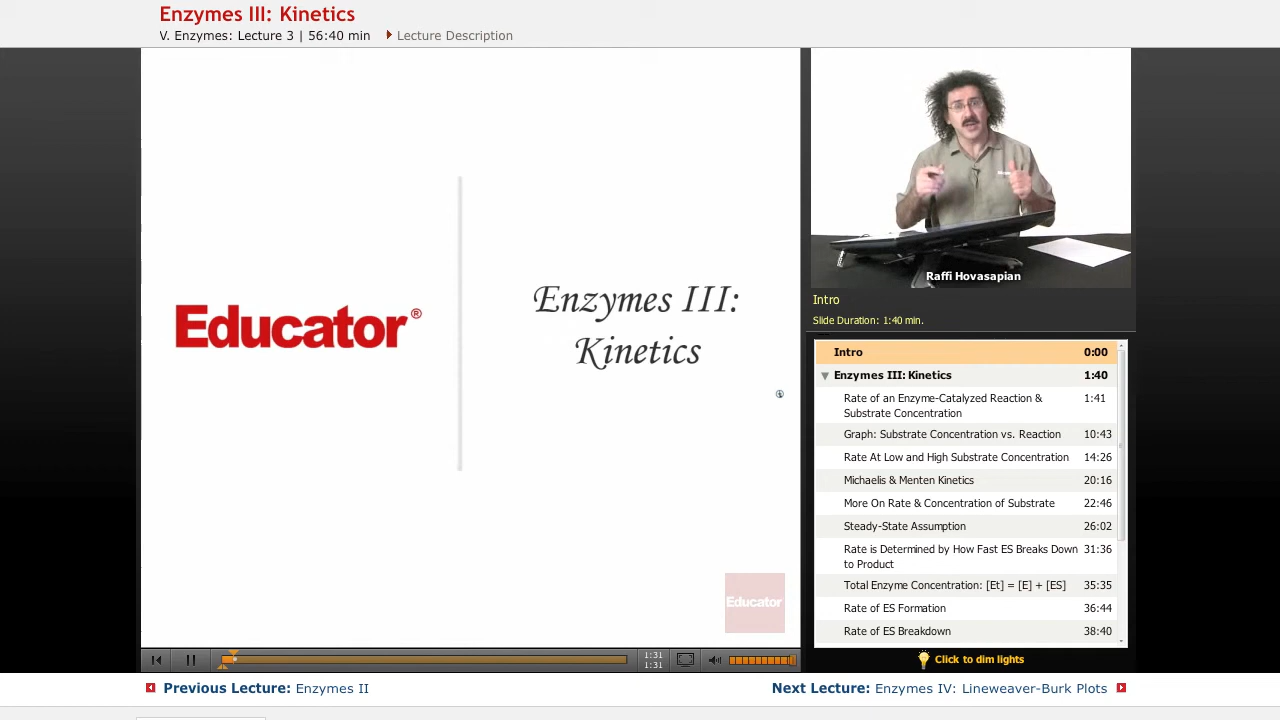 Enzymes III: Kinetics
V. Enzymes: Lecture 3 | 56:40 min Lecture Description
Educator®
Enzymes III:
Kinetics
Educator
Raffi Hovasapian
Intro
Slide Duration: 1:40 min.
Intro 0:00
Enzymes III: Kinetics 1:40
Rate of an Enzyme-Catalyzed Reaction & 1:41
Substrate Concentration
Graph: Substrate Concentration vs. Reaction 10:43
Rate At Low and High Substrate Concentration 14:26
Michaelis & Menten Kinetics 20:16
More On Rate & Concentration of Substrate 22:46
Steady-State Assumption 26:02
Rate is Determined by How Fast ES Breaks Down 31:36
to Product
Total Enzyme Concentration: [Et] = [E] + [ES] 35:35
Rate of ES Formation 36:44
Rate of ES Breakdown 38:40
1:31
1:31
Click to dim lights
Previous Lecture: Enzymes II
Next Lecture: Enzymes IV: Lineweaver-Burk Plots